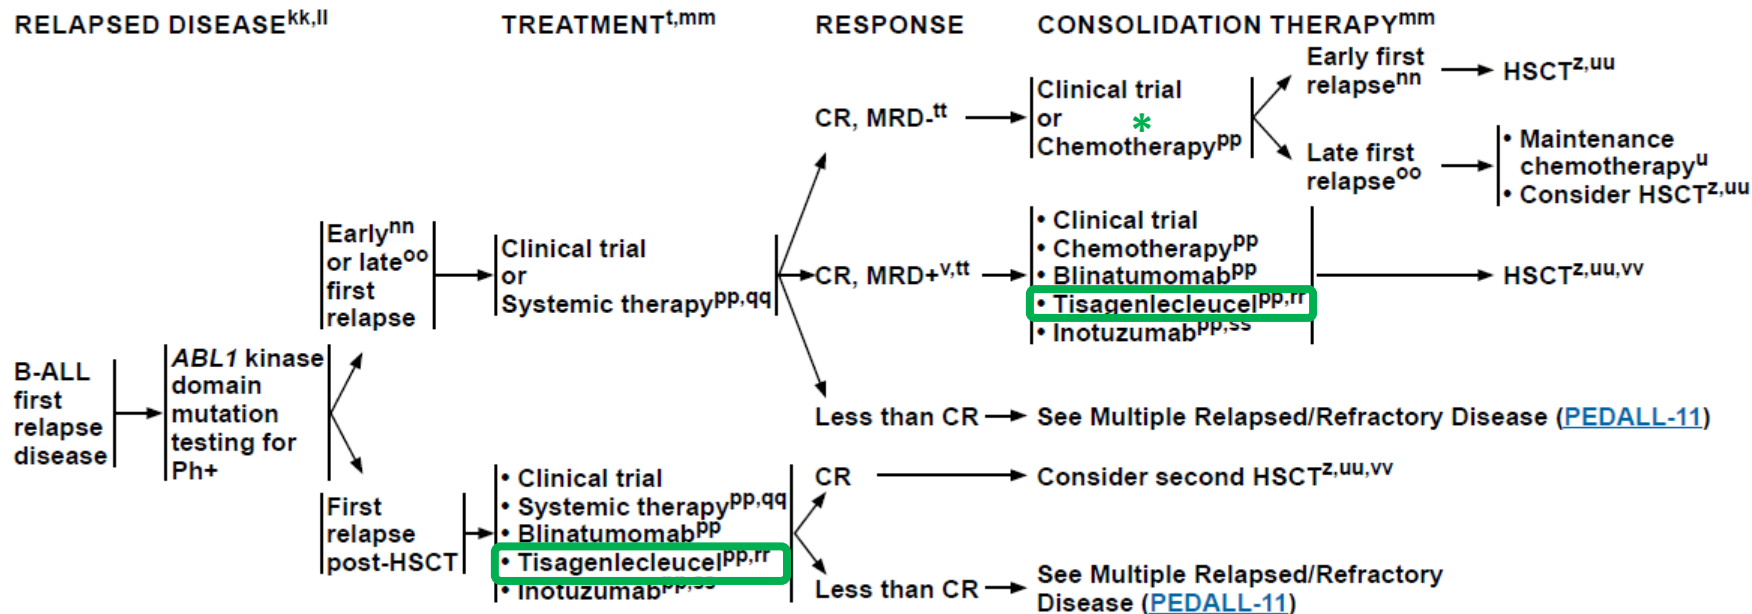 RELAPSED DISEASEkk,ll
TREATMENTt,mm
RESPONSE
CONSOLIDATION THERAPYmm
B-ALL
first
relapse
disease
ABL1 kinase
domain
mutation
testing for
Ph+
Earlynn
or lateoo
first
relapse
Clinical trial
or
Systemic therapypp,qq
CR, MRD-tt
Clinical trial
or *
Chemotherapypp
Early first
relapsenn
HSCTz,uu
Late first
relapseoo
• Maintenance
chemotherapyu
• Consider HSCTz,uu
CR, MRD+v,tt
• Clinical trial
• Chemotherapypp
• Blinatumomabpp
• Tisagenlecleucelpp,rr
• Inotuzumabpp,ss
HSCTz,uu,vv
Less than CR
See Multiple Relapsed/Refractory Disease (PEDALL-11)
First
relapse
post-HSCT
• Clinical trial
• Systemic therapypp,qq
• Blinatumomabpp
• Tisagenlecleucelpp,rr
• Inotuzumabpp,ss
CR
Consider second HSCTz,uu,vv
Less than CR
See Multiple Relapsed/Refractory
Disease (PEDALL-11)